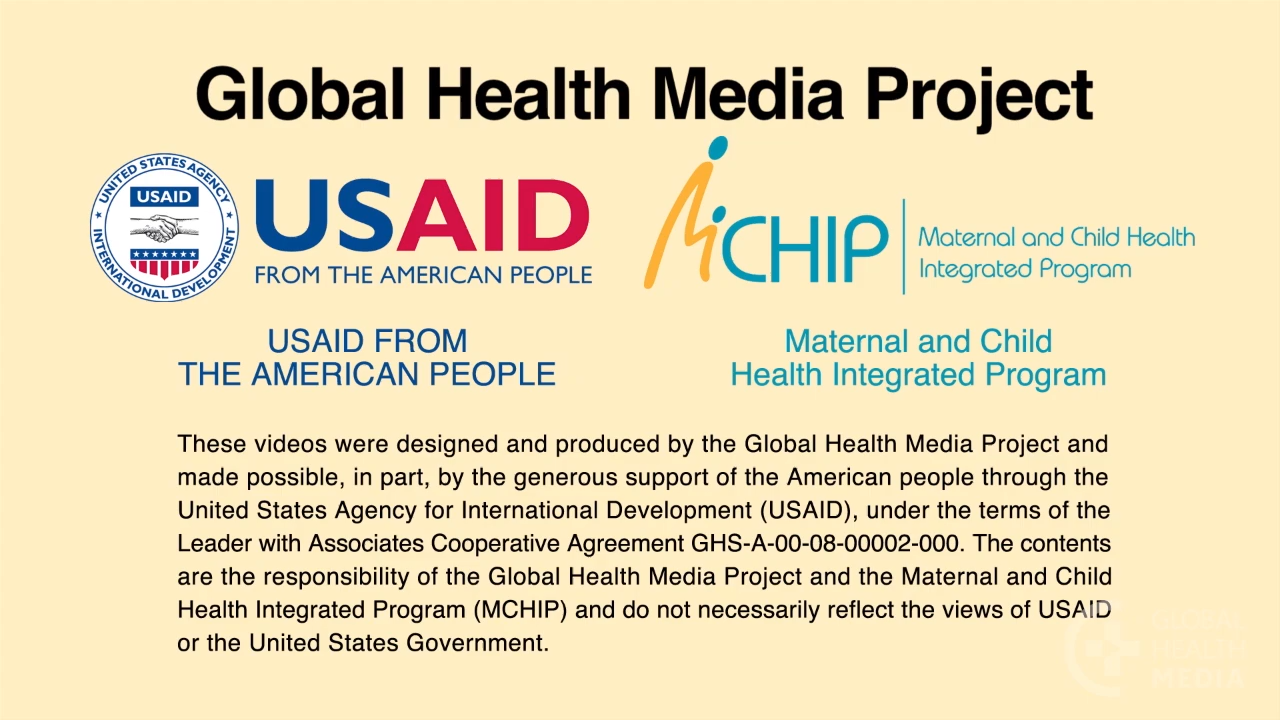 Global Health Media Project
UNITED STATES AGENCY
USAID
INTERNATIONAL DEVELOPMENT
USAID
FROM THE AMERICAN PEOPLE
MCHIP
Maternal and Child Health
Integrated Program
USAID FROM
THE AMERICAN PEOPLE
Maternal and Child
Health Integrated Program
These videos were designed and produced by the Global Health Media Project and
made possible, in part, by the generous support of the American people through the
United States Agency for International Development (USAID), under the terms of the
Leader with Associates Cooperative Agreement GHS-A-00-08-00002-000. The contents
are the responsibility of the Global Health Media Project and the Maternal and Child
Health Integrated Program (MCHIP) and do not necessarily reflect the views of USAID
or the United States Government.
GLOBAL
HEALTH
MEDIA